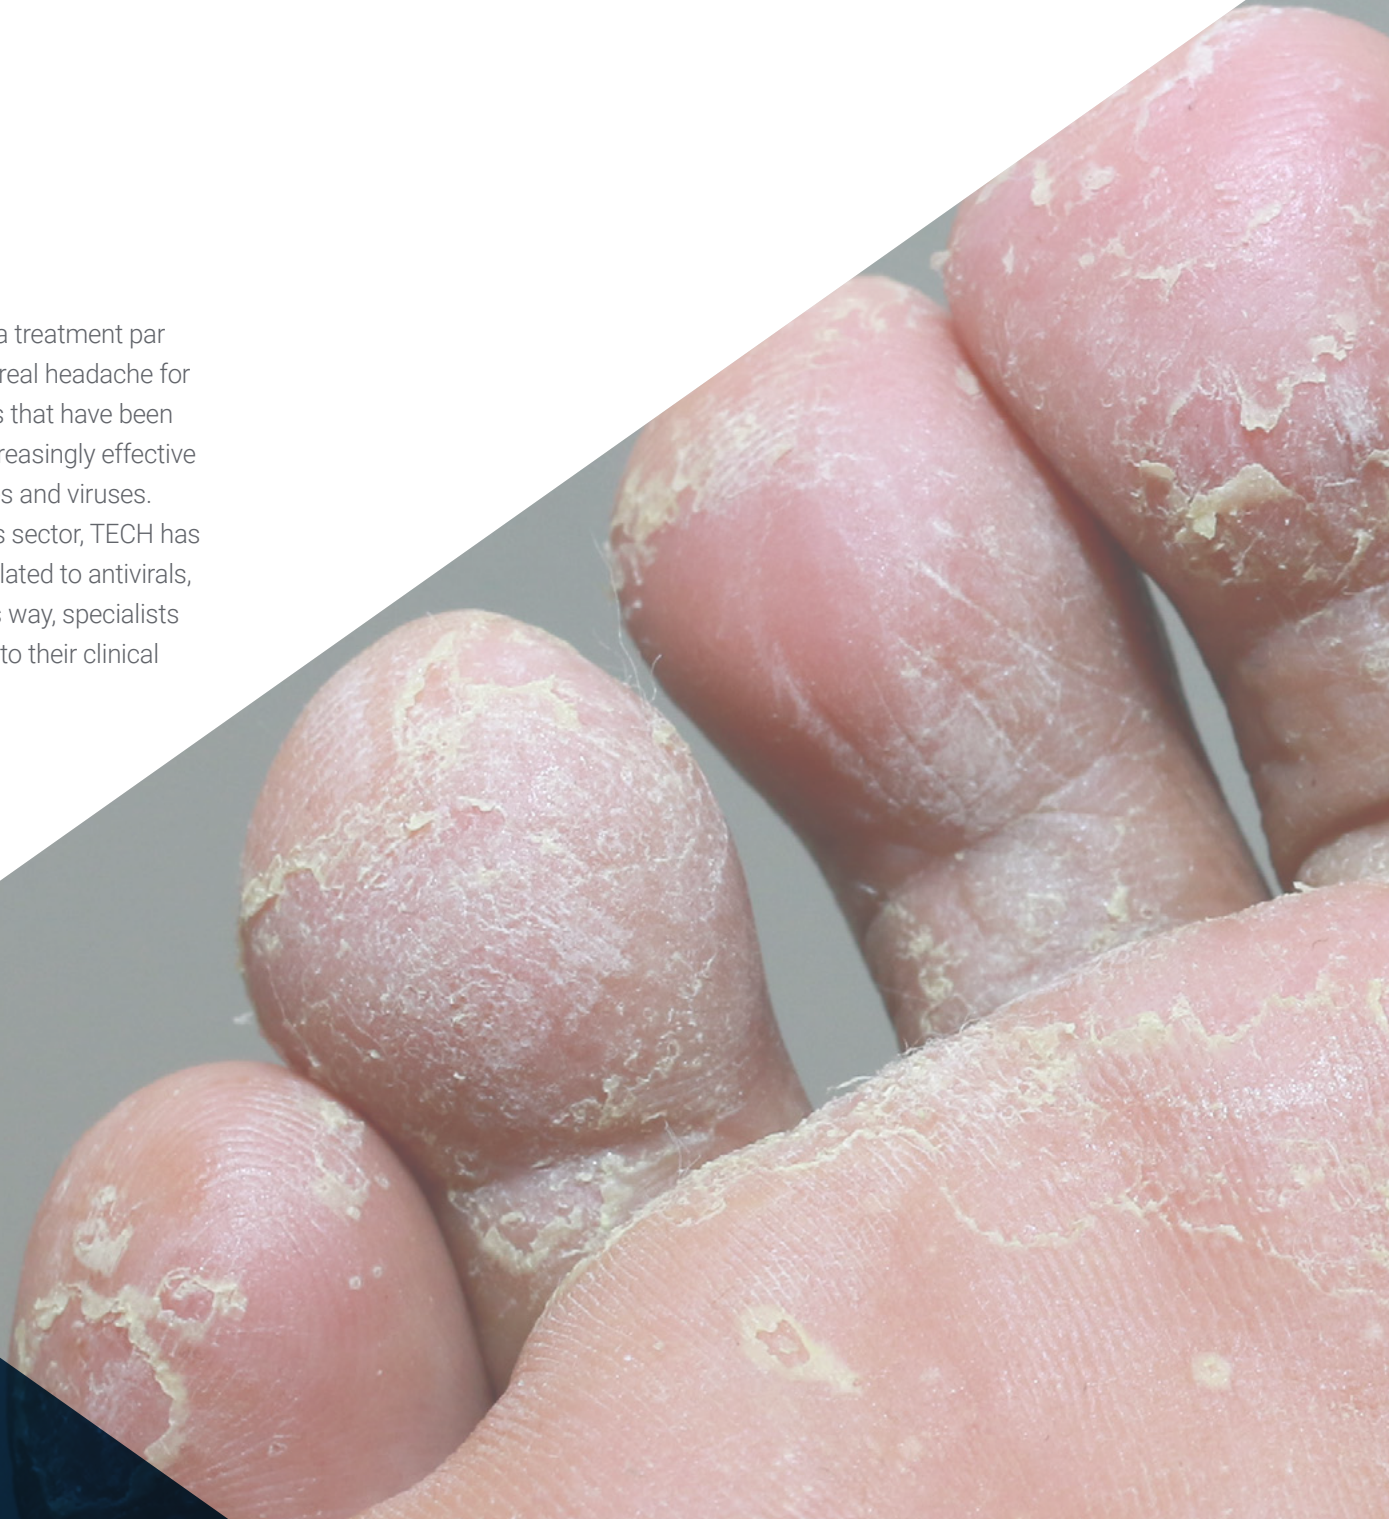 a treatment par
real headache for
s that have been
reasingly effective
s and viruses.
s sector, TECH has
lated to antivirals,
s way, specialists
to their clinical